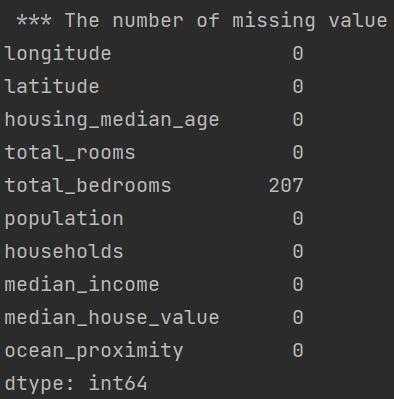 *** The number of missing value
longitude 0
latitude 0
housing_median_age 0
total_rooms 0
total_bedrooms 207
population 0
households 0
median_income 0
median_house_value 0
ocean_proximity 0
dtype: int64